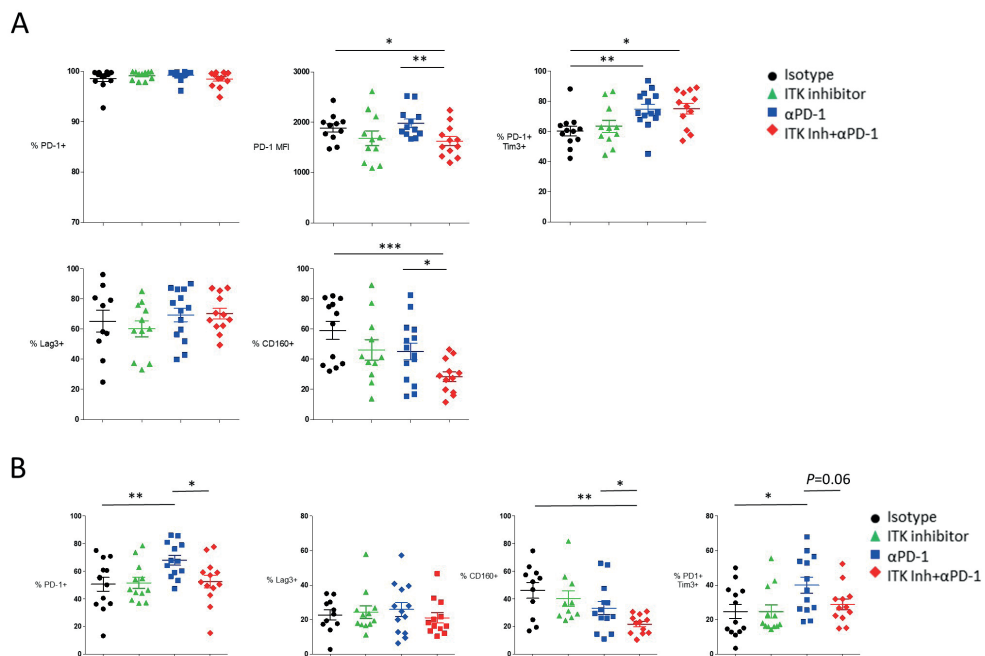 A
*
*
**
**
100
90
80
70
% PD-1+
3000
2000
1000
0
PD-1 MFI
100
80
60
40
20
0
% PD-1+
Tim3+
Isotype
ITK inhibitor
αPD-1
ITK Inh+αPD-1
***
*
100
80
60
40
20
0
% Lag3+
100
80
60
40
20
0
% CD160+
B
**
*
*
**
*
P=0.06
100
80
60
40
20
0
% PD-1+
80
60
40
20
0
% Lag3+
100
80
60
40
20
0
% CD160+
80
60
40
20
0
% PD1+
Tim3+
Isotype
ITK inhibitor
αPD-1
ITK Inh+αPD-1